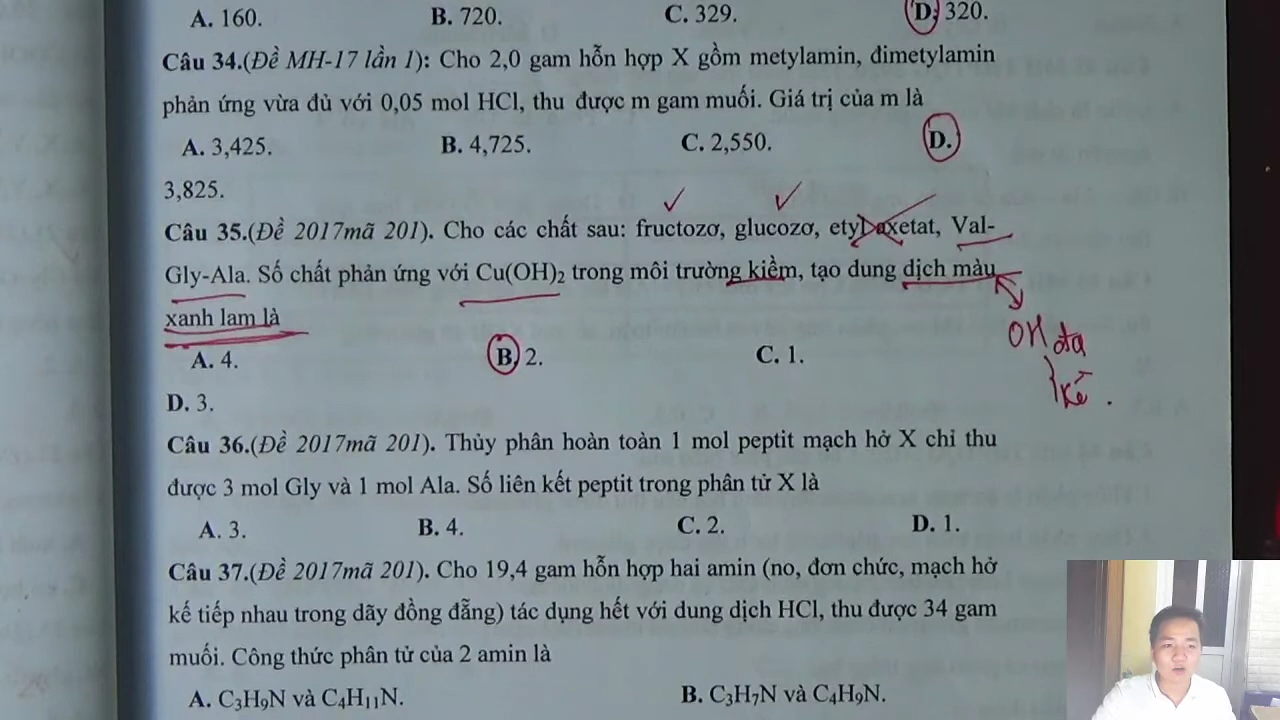 A. 160. B. 720. C. 329. D. 320.
Câu 34.(Đề MH-17 lần 1): Cho 2,0 gam hỗn hợp X gồm metylamin, đimetylamin
phản ứng vừa đủ với 0,05 mol HCl, thu được m gam muối. Giá trị của m là
A. 3,425. B. 4,725. C. 2,550. D.
3,825.
Câu 35.(Đề 2017mã 201). Cho các chất sau: fructozơ, glucozơ, etyl axetat, Val-
Gly-Ala. Số chất phản ứng với Cu(OH)₂ trong môi trường kiềm, tạo dung dịch màu
xanh lam là
OH đa
kề.
A. 4. B. 2. C. 1.
D. 3.
Câu 36.(Đề 2017mã 201). Thủy phân hoàn toàn 1 mol peptit mạch hở X chỉ thu
được 3 mol Gly và 1 mol Ala. Số liên kết peptit trong phân tử X là
A. 3. B. 4. C. 2. D. 1.
Câu 37.(Đề 2017mã 201). Cho 19,4 gam hỗn hợp hai amin (no, đơn chức, mạch hở
kế tiếp nhau trong dãy đồng đẵng) tác dụng hết với dung dịch HCl, thu được 34 gam
muối. Công thức phân tử của 2 amin là
A. C₃H₉N và C₄H₁₁N. B. C₃H₇N và C₄H₉N.